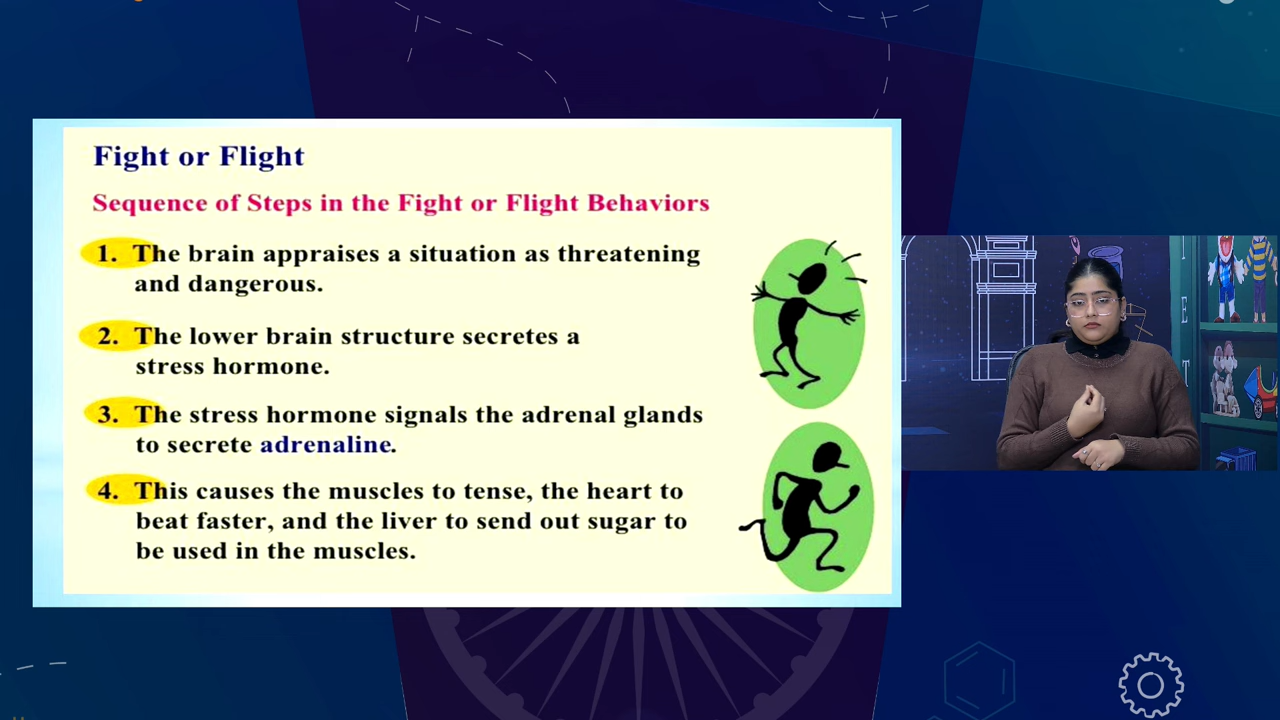 Fight or Flight
Sequence of Steps in the Fight or Flight Behaviors
1. The brain appraises a situation as threatening
and dangerous.
2. The lower brain structure secretes a
stress hormone.
3. The stress hormone signals the adrenal glands
to secrete adrenaline.
4. This causes the muscles to tense, the heart to
beat faster, and the liver to send out sugar to
be used in the muscles.